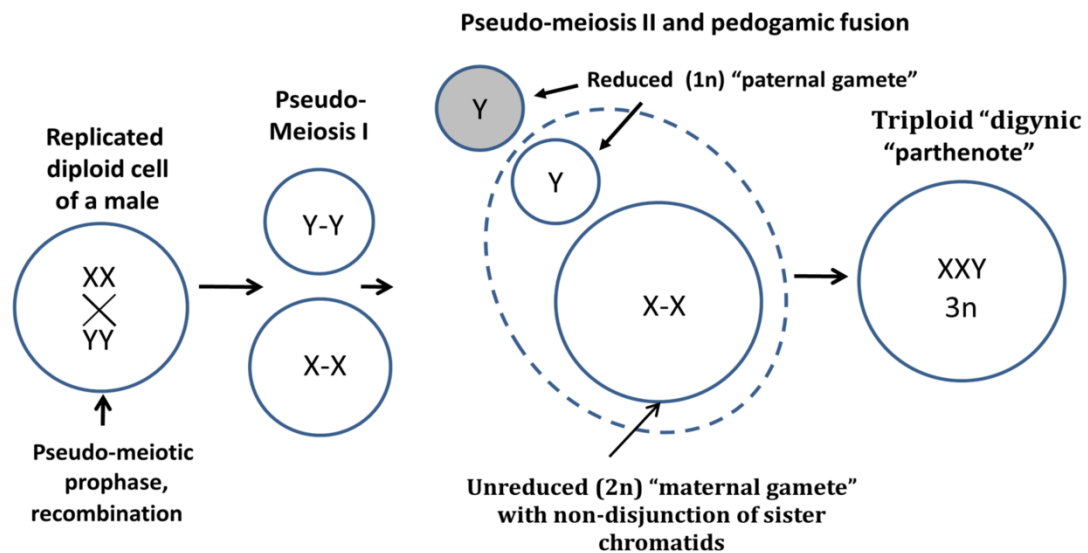 Pseudo-meiosis II and pedogamic fusion
Reduced (1n) “paternal gamete”
Y
Pseudo-
Meiosis I
Replicated
diploid cell
of a male
Triploid “digynic
“parthenote”
Y
Y-Y
XX
YY
X-X
X-X
XXY
3n
Pseudo-meiotic
prophase,
recombination
Unreduced (2n) “maternal gamete”
with non-disjunction of sister
chromatids